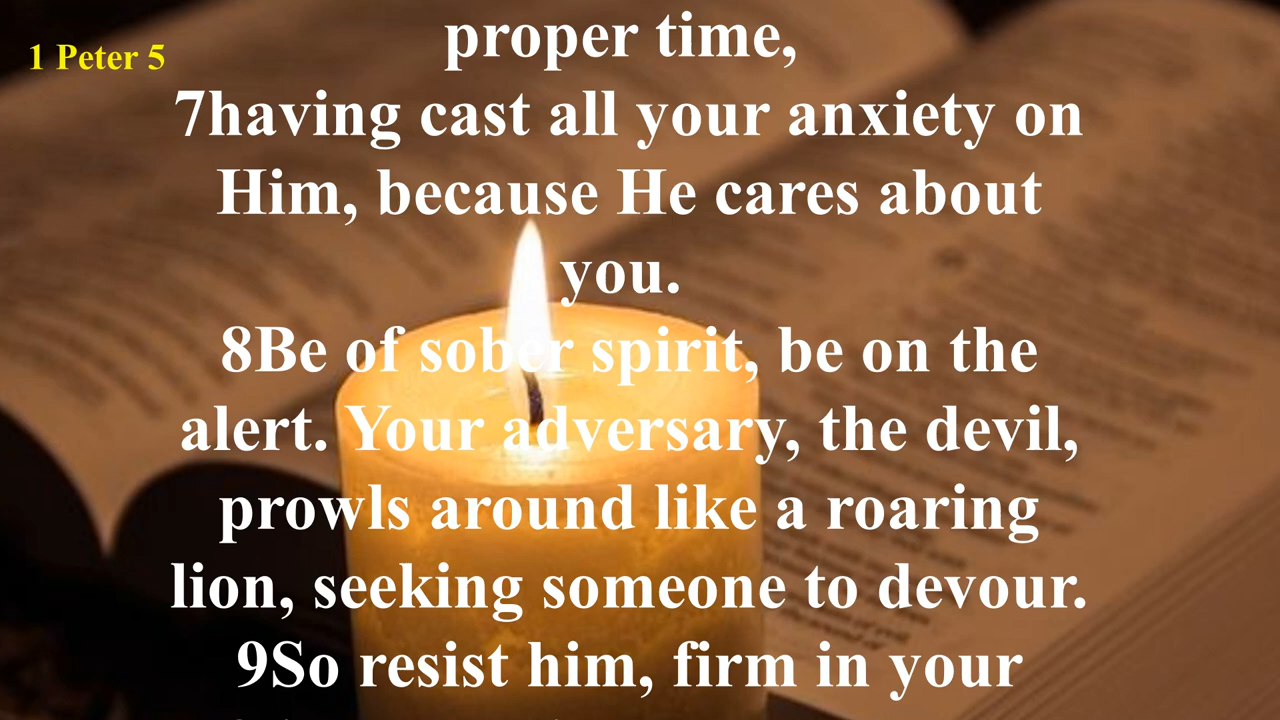 1 Peter 5
proper time,
7having cast all your anxiety on
Him, because He cares about
you.
8Be of sober spirit, be on the
alert. Your adversary, the devil,
prowls around like a roaring
lion, seeking someone to devour.
9So resist him, firm in your